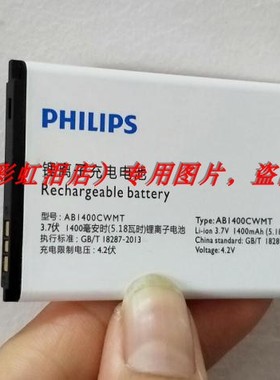 PHILIPS
锂离子充电电池
Rechargeable battery
彩虹怡店）专用图片（盗
型号:AB1400CWMT
3.7伏 1400毫安时(5.18瓦时)锂离子电池
执行标准: GB/T 18287-2013
充电限制电压: 4.2伏
Type:AB1400CWMT
Li-ion 3.7V 1400mAh(5.18
China standard: GB/T 18287
Voltage:4.2V